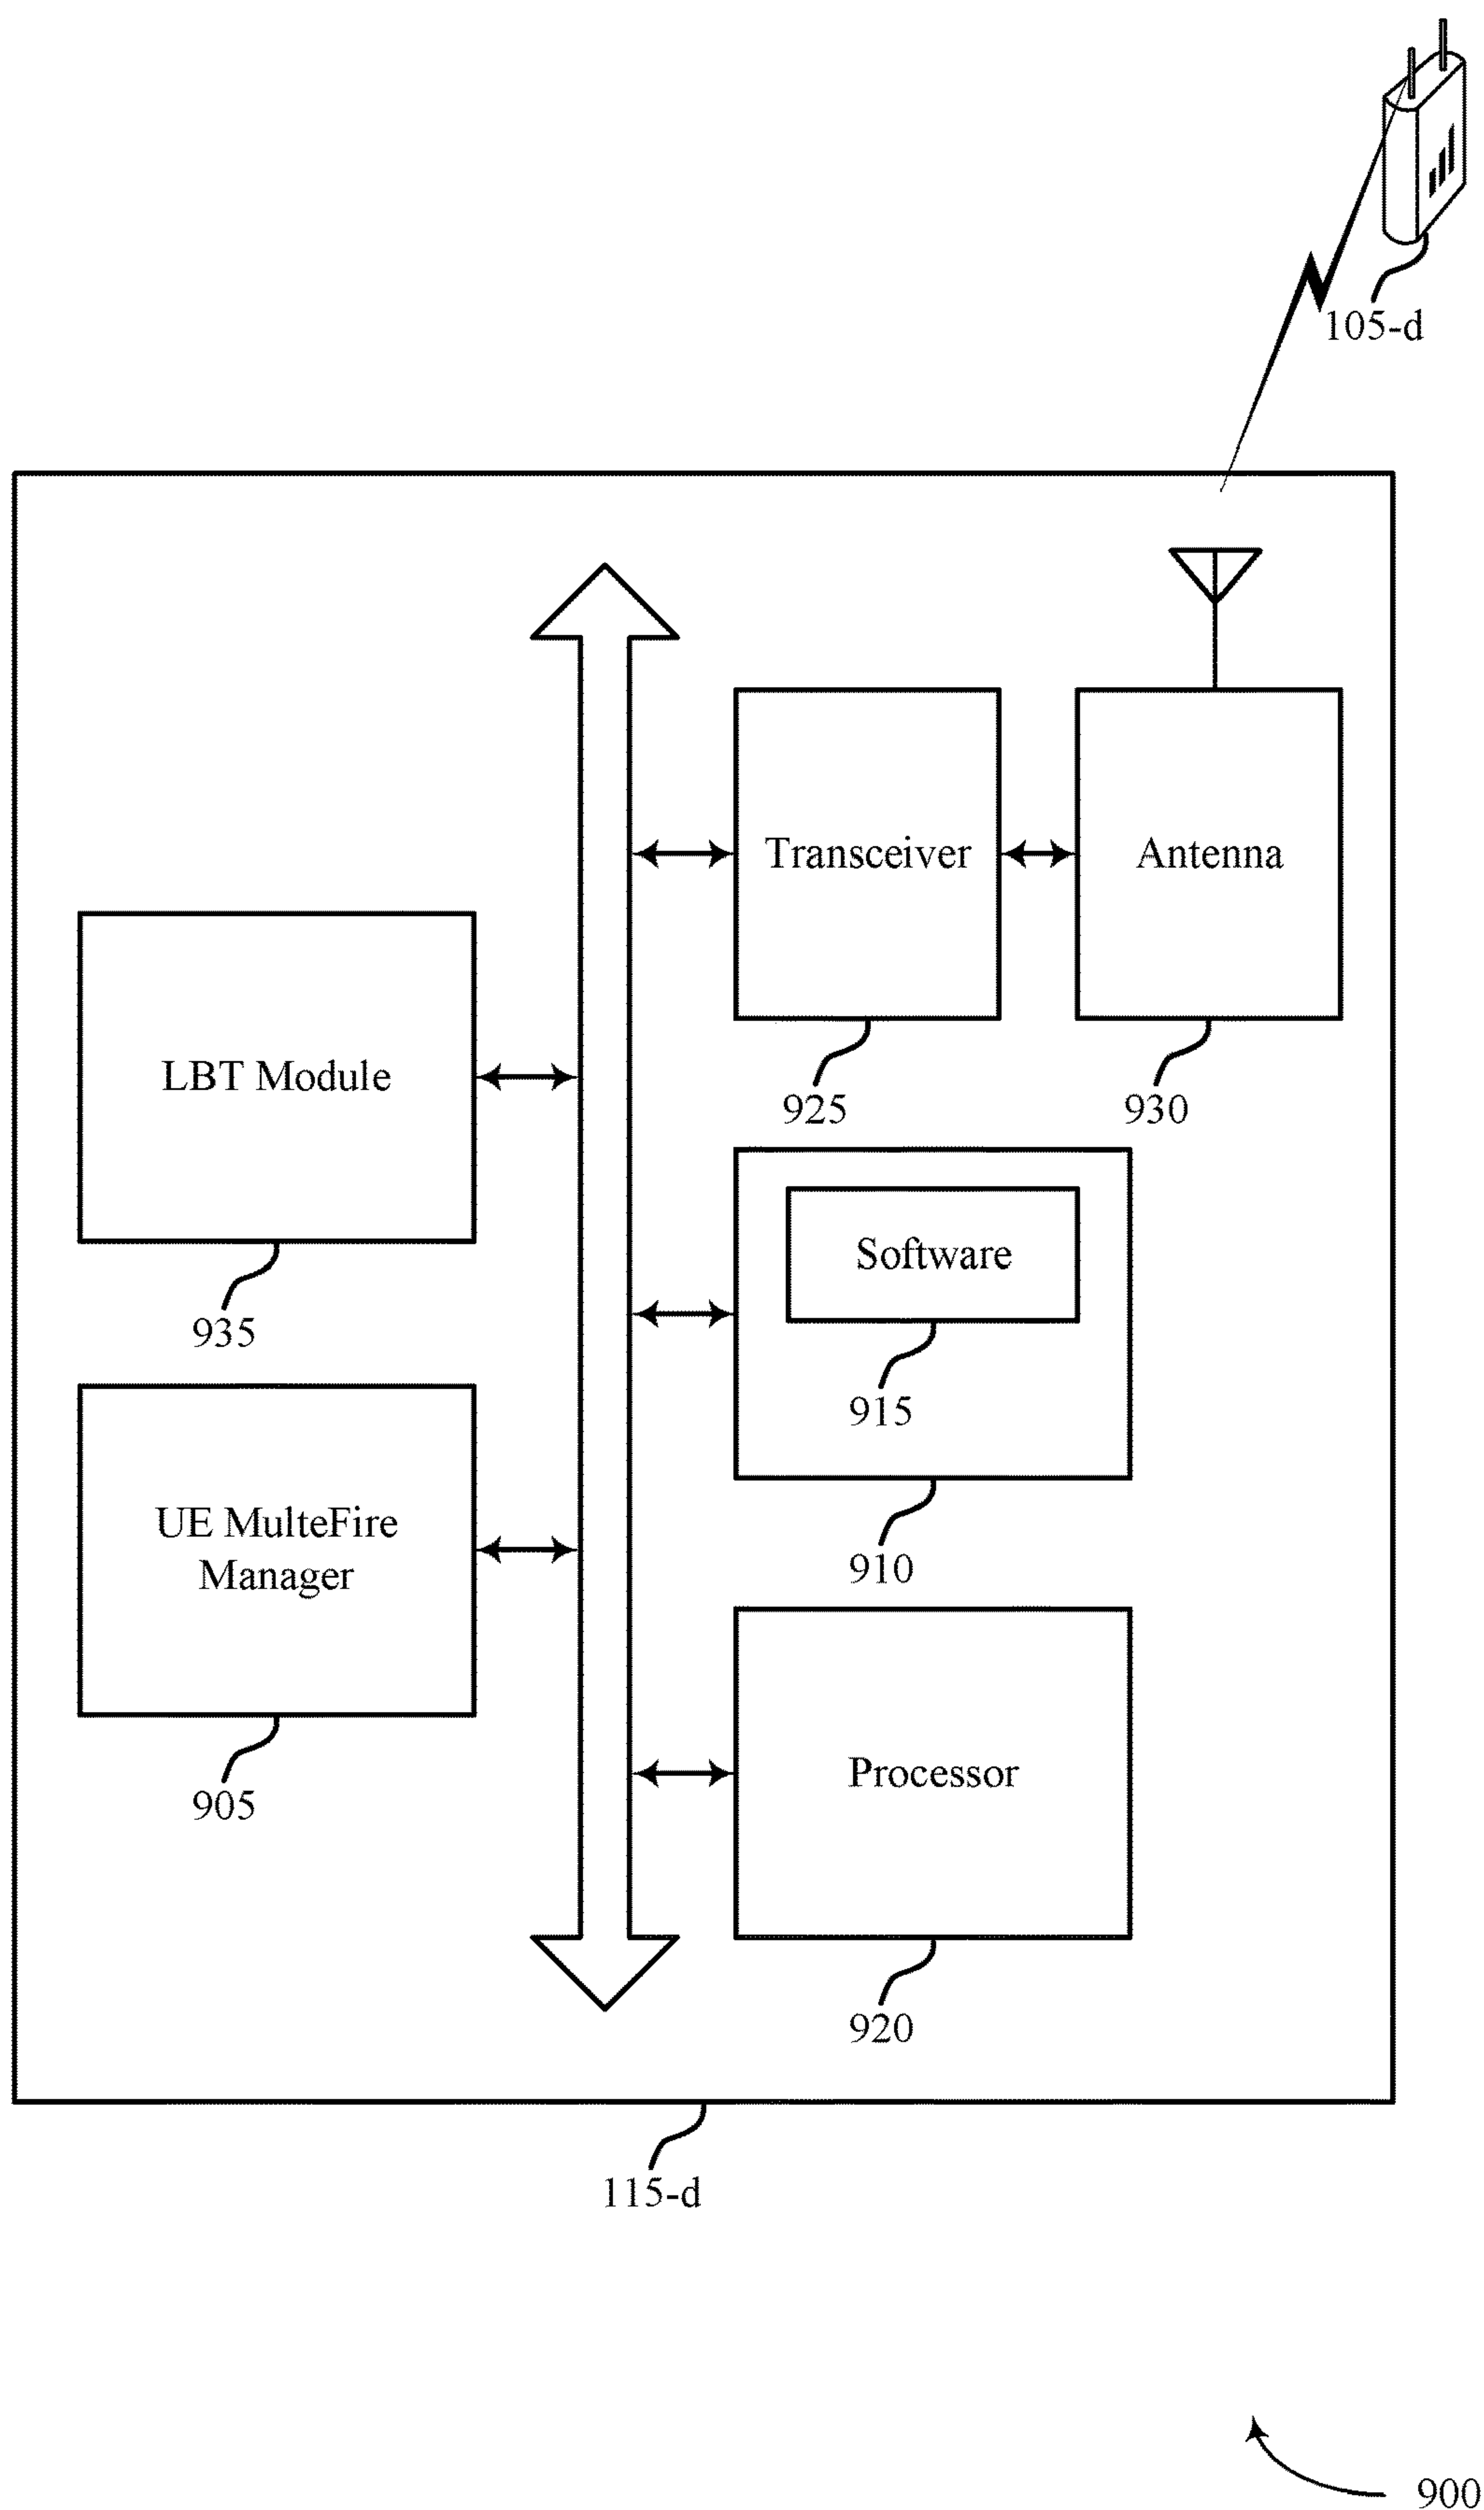 105-d
Transceiver
Antenna
925
930
LBT Module
935
Software
915
910
UE MulteFire
Manager
905
Processor
920
115-d
900